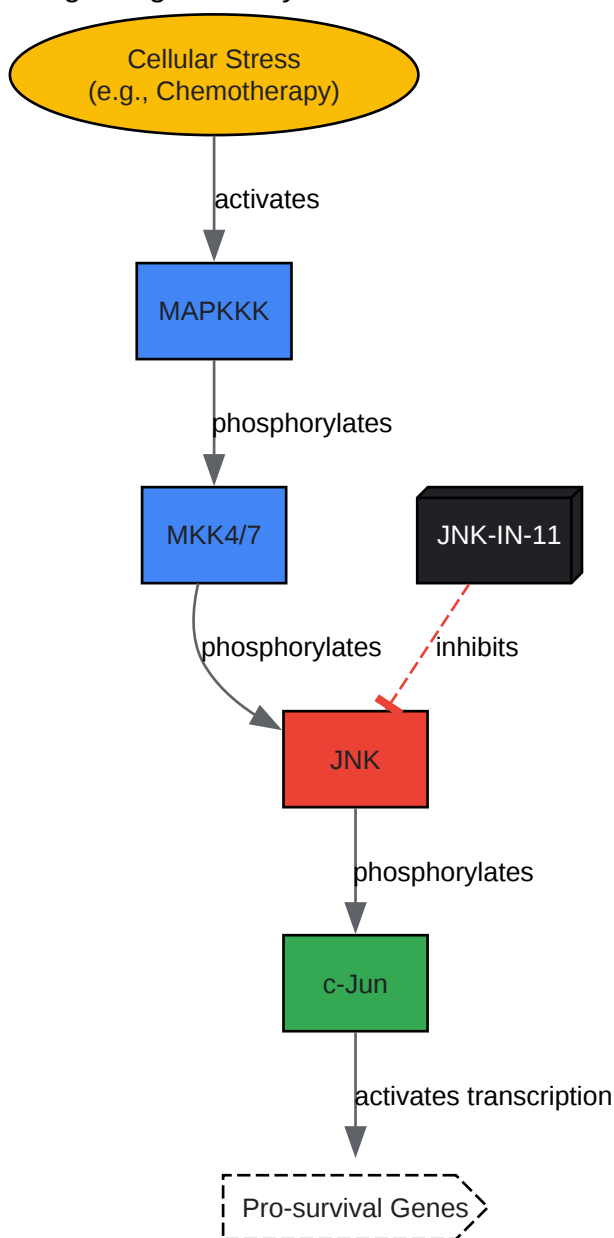 Cellular Stress
(e.g., Chemotherapy)
activates
MAPKKK
phosphorylates
MKK4/7
JNK-IN-11
phosphorylates
inhibits
JNK
phosphorylates
c-Jun
activates transcription
Pro-survival Genes